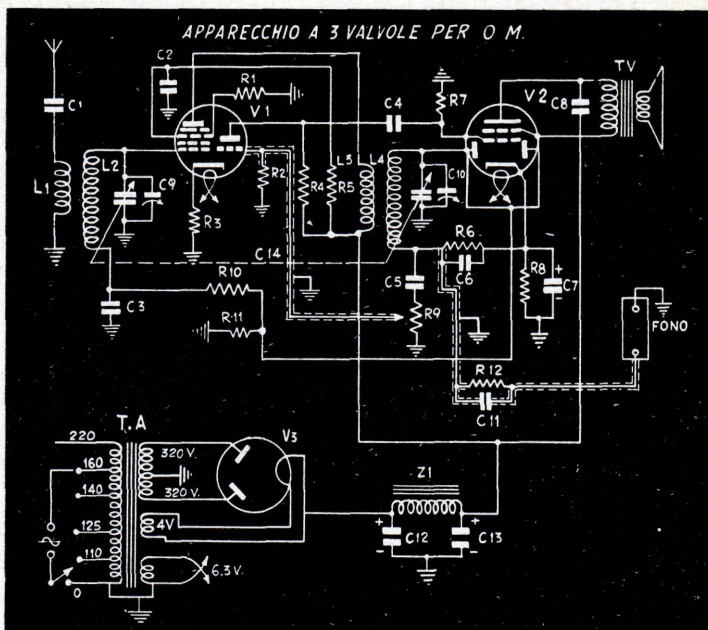 APPARECCHIO A 3 VALVOLE PER O M.
C2
TV
R1
R7
V1
V2
C8
C1
C4
L1
L2
C9
R2
R4
L3
R5
L4
C10
R3
C14
R6
C5
C6
R8
C7
R10
C3
R11
R9
FONO
R12
C11
T.A
V3
220
320 V.
160
Z1
140
320 V.
125
4V
C12
C13
110
6,3 V.
0